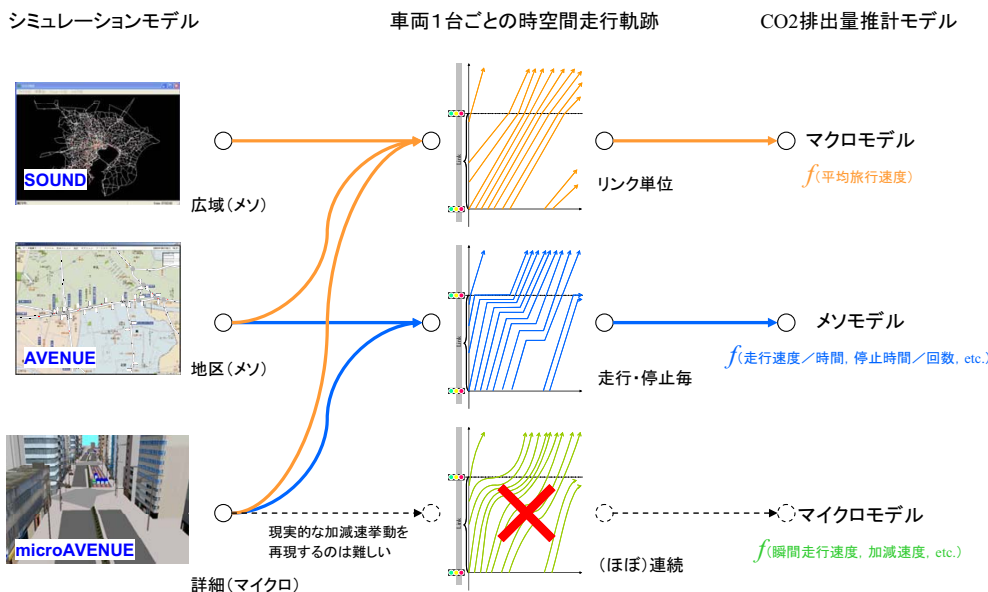 シミュレーションモデル
車両１台ごとの時空間走行軌跡
CO2排出量推計モデル
SOUND
広域（メソ）
Link
リンク単位
マクロモデル
f(平均旅行速度)
AVENUE
地区（メソ）
Link
走行・停止毎
メソモデル
f(走行速度／時間, 停止時間／回数, etc.)
microAVENUE
詳細（マイクロ）
現実的な加減速挙動を
再現するのは難しい
Link
（ほぼ）連続
マイクロモデル
f(瞬間走行速度, 加減速度, etc.)